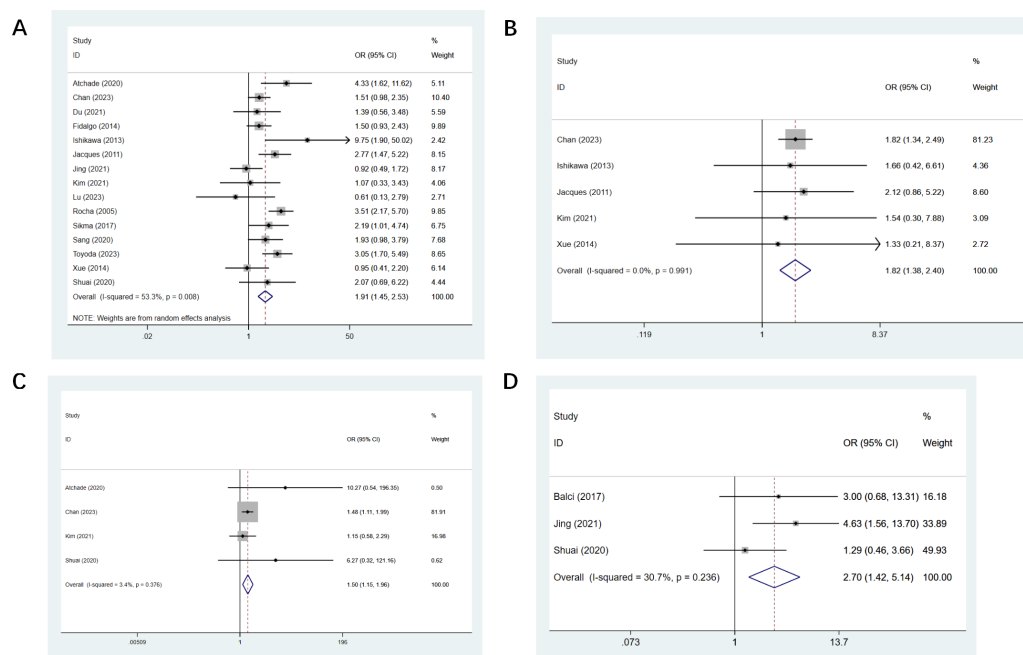 A
Study %
ID OR (95% CI) Weight
Atchade (2020) 4.33 (1.62, 11.62) 5.11
Chan (2023) 1.51 (0.98, 2.35) 10.40
Du (2021) 1.39 (0.56, 3.48) 5.59
Fidalgo (2014) 1.50 (0.93, 2.43) 9.89
Ishikawa (2013) 9.75 (1.90, 50.02) 2.42
Jacques (2011) 2.77 (1.47, 5.22) 8.15
Jing (2021) 0.92 (0.49, 1.72) 8.17
Kim (2021) 1.07 (0.33, 3.43) 4.06
Lu (2023) 0.61 (0.13, 2.79) 2.71
Rocha (2005) 3.51 (2.17, 5.70) 9.85
Sikma (2017) 2.19 (1.01, 4.74) 6.75
Sang (2020) 1.93 (0.98, 3.79) 7.68
Toyoda (2023) 3.05 (1.70, 5.49) 8.65
Xue (2014) 0.95 (0.41, 2.20) 6.14
Shuai (2020) 2.07 (0.69, 6.22) 4.44
Overall (I-squared = 53.3%, p = 0.008) 1.91 (1.45, 2.53) 100.00
NOTE: Weights are from random effects analysis
.02 1 50
B
Study %
ID OR (95% CI) Weight
Chan (2023) 1.82 (1.34, 2.49) 81.23
Ishikawa (2013) 1.66 (0.42, 6.61) 4.36
Jacques (2011) 2.12 (0.86, 5.22) 8.60
Kim (2021) 1.54 (0.30, 7.88) 3.09
Xue (2014) 1.33 (0.21, 8.37) 2.72
Overall (I-squared = 0.0%, p = 0.991) 1.82 (1.38, 2.40) 100.00
.119 1 8.37
C
Study %
ID OR (95% CI) Weight
Atchade (2020) 10.27 (0.54, 196.35) 0.50
Chan (2023) 1.48 (1.11, 1.99) 81.91
Kim (2021) 1.15 (0.58, 2.29) 16.98
Shuai (2020) 6.27 (0.32, 121.16) 0.62
Overall (I-squared = 3.4%, p = 0.376) 1.50 (1.15, 1.96) 100.00
.00509 1 196
D
Study %
ID OR (95% CI) Weight
Balci (2017) 3.00 (0.68, 13.31) 16.18
Jing (2021) 4.63 (1.56, 13.70) 33.89
Shuai (2020) 1.29 (0.46, 3.66) 49.93
Overall (I-squared = 30.7%, p = 0.236) 2.70 (1.42, 5.14) 100.00
.073 1 13.7